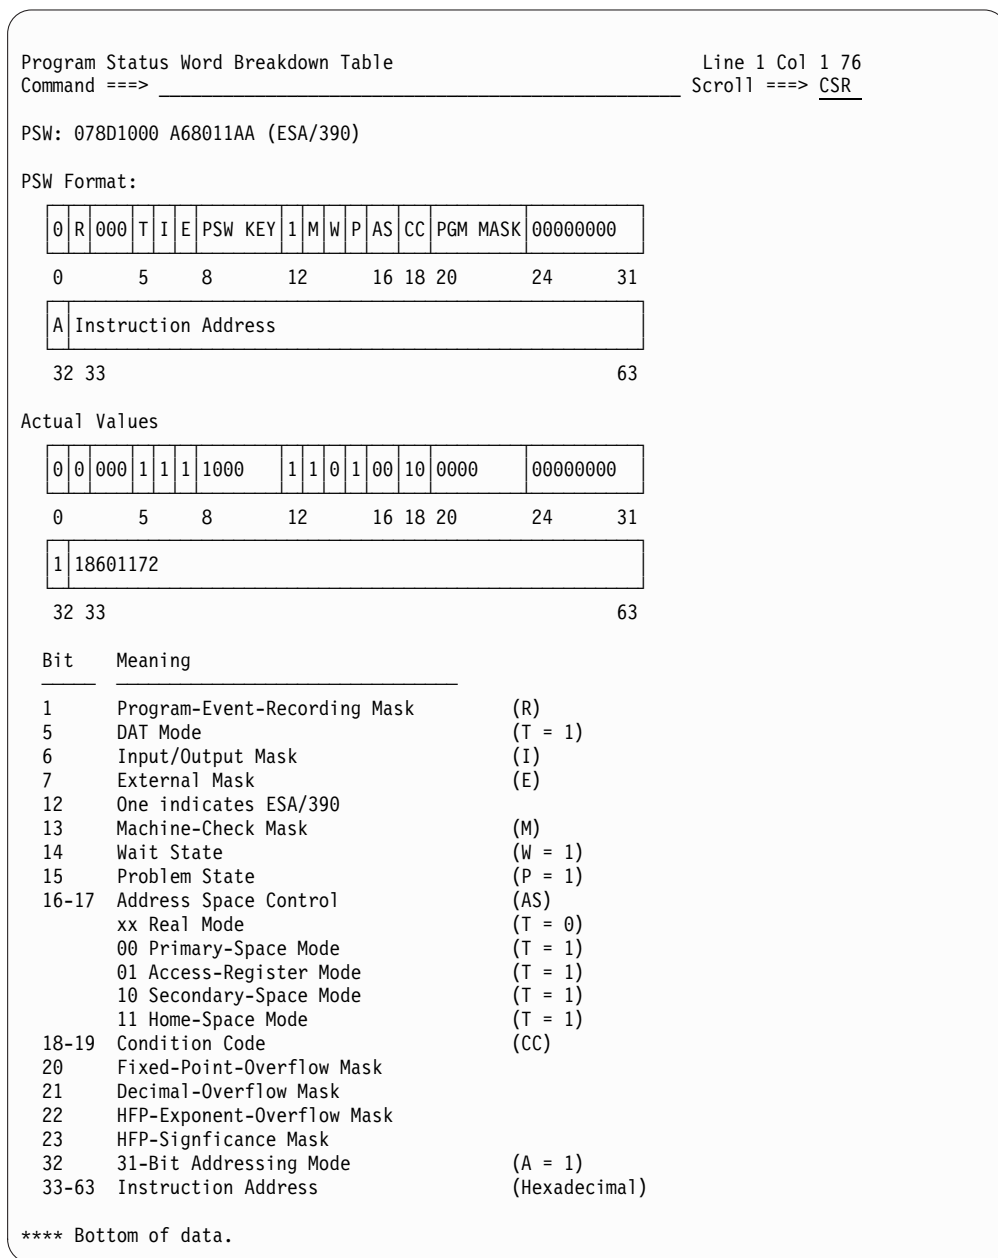 Program Status Word Breakdown Table Line 1 Col 1 76
Command ===> Scroll ===> CSR
PSW: 078D1000 A68011AA (ESA/390)
PSW Format:
0 R 000 T I E PSW KEY 1 M W P AS CC PGM MASK 00000000
0 5 8 12 16 18 20 24 31
A Instruction Address
32 33 63
Actual Values
0 0 000 1 1 1 1000 1 1 0 1 00 10 0000 00000000
0 5 8 12 16 18 20 24 31
1 18601172
32 33 63
Bit Meaning
1 Program-Event-Recording Mask (R)
5 DAT Mode (T = 1)
6 Input/Output Mask (I)
7 External Mask (E)
12 One indicates ESA/390
13 Machine-Check Mask (M)
14 Wait State (W = 1)
15 Problem State (P = 1)
16-17 Address Space Control (AS)
xx Real Mode (T = 0)
00 Primary-Space Mode (T = 1)
01 Access-Register Mode (T = 1)
10 Secondary-Space Mode (T = 1)
11 Home-Space Mode (T = 1)
18-19 Condition Code (CC)
20 Fixed-Point-Overflow Mask
21 Decimal-Overflow Mask
22 HFP-Exponent-Overflow Mask
23 HFP-Signficance Mask
32 31-Bit Addressing Mode (A = 1)
33-63 Instruction Address (Hexadecimal)
**** Bottom of data.